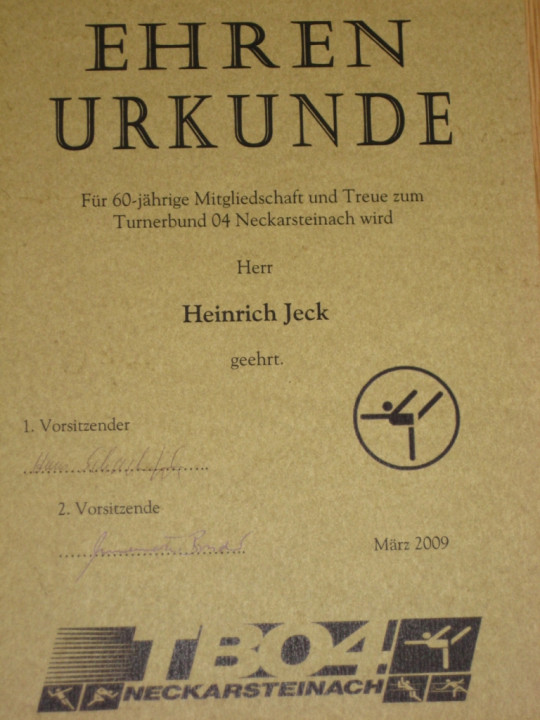 EHREN
URKUNDE
Für 60-jährige Mitgliedschaft und Treue zum
Turnerbund 04 Neckarsteinach wird
Herr
Heinrich Jeck
geehrt.
1. Vorsitzender
2. Vorsitzende
März 2009
TB04
NECKARSTEINACH